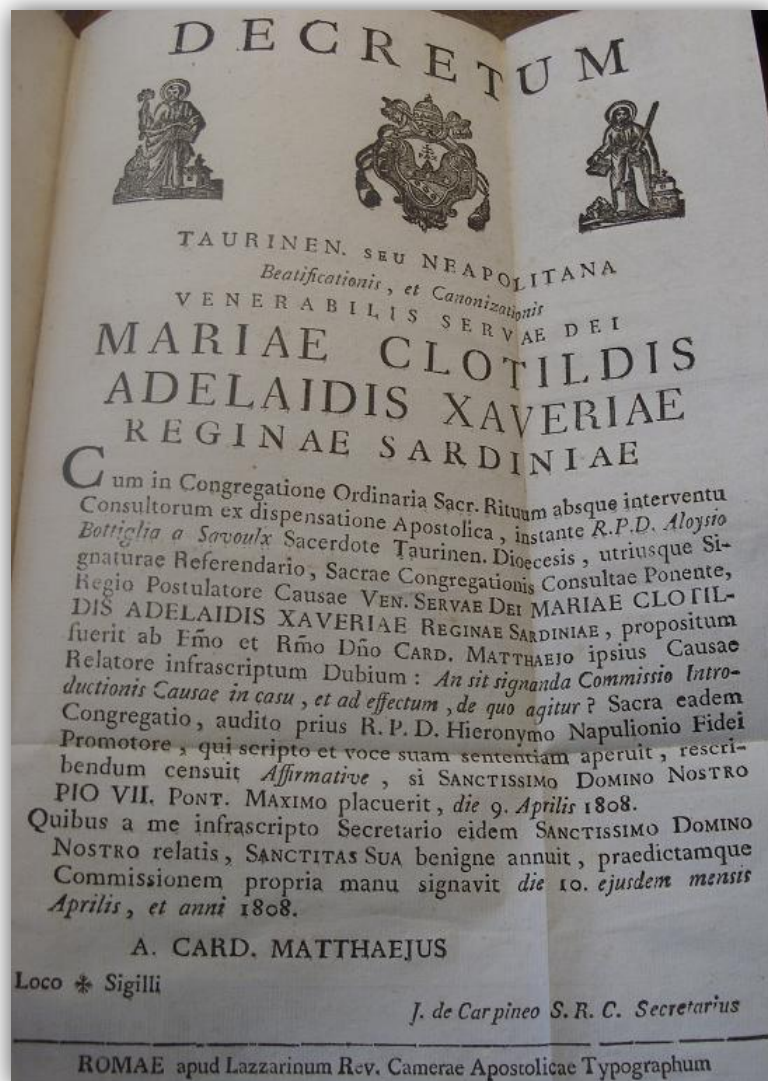 DECRETUM
TAURINEN. SEU NEAPOLITANA
Beatificationis, et Canonizationis
VENERABILIS SERVAE DEI
MARIAE CLOTILDIS
ADELAIDIS XAVERIAE
REGINAE SARDINIAE
Cum in Congregatione Ordinaria Sacr. Rituum absque interventu
Consultorum ex dispensatione Apostolica, instante R.P.D. Aloysio
Bottiglia a Savoulx Sacerdote Taurinen. Dioecesis, utriusque Si-
gnaturae Referendario, Sacrae Congregationis Consultae Ponente,
Regio Postulatore Causae VEN. SERVAE DEI MARIAE CLOTIL-
DIS ADELAIDIS XAVERIAE REGINAE SARDINIAE, propositum
fuerit ab Emo et Rmo Dno CARD. MATTHAEJO ipsius Causae
Relatore infrascriptum Dubium: An sit signanda Commissio Intro-
ductionis Causae in casu, et ad effectum, de quo agitur? Sacra eadem
Congregatio, audito prius R. P. D. Hieronymo Napulionio Fidei
Promotore, qui scripto et voce suam sententiam aperuit, rescri-
bendum censuit Affirmative, si SANCTISSIMO DOMINO NOSTRO
PIO VII. PONT. MAXIMO placuerit, die 9. Aprilis 1808.
Quibus a me infrascripto Secretario eidem SANCTISSIMO DOMINO
NOSTRO relatis, SANCTITAS SUA benigne annuit, praedictamque
Commissionem propria manu signavit die 10. ejusdem mensis
Aprilis, et anni 1808.
A. CARD. MATTHAEJUS
Loco ✠ Sigilli
J. de Carpineo S. R. C. Secretarius
ROMAE apud Lazzarinum Rev. Camerae Apostolicae Typographum